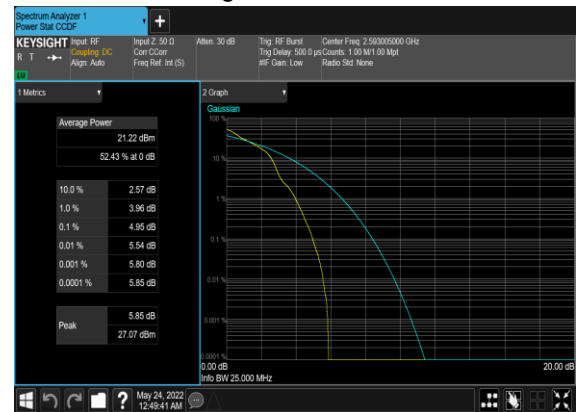 Spectrum Analyzer 1
Power Stat CCDF
KEYSIGHT
R T
LU
Input: RF
Coupling: DC
Align: Auto
Input Z: 50 Ω
Corr CCorr
Freq Ref: Int (S)
Atten: 30 dB
Trig: RF Burst
Trig Delay: 500.0 µs
#IF Gain: Low
Center Freq: 2.593005000 GHz
Counts: 1.00 M/1.00 Mpt
Radio Std: None
1 Metrics
Average Power
21.22 dBm
52.43 % at 0 dB
10.0 % 2.57 dB
1.0 % 3.96 dB
0.1 % 4.95 dB
0.01 % 5.54 dB
0.001 % 5.80 dB
0.0001 % 5.85 dB
Peak 5.85 dB
27.07 dBm
2 Graph
Gaussian
100 %
10 %
1 %
0.1 %
0.01 %
0.001 %
0.0001 %
0.00 dB 20.00 dB
Info BW 25.000 MHz
? May 24, 2022
12:49:41 AM